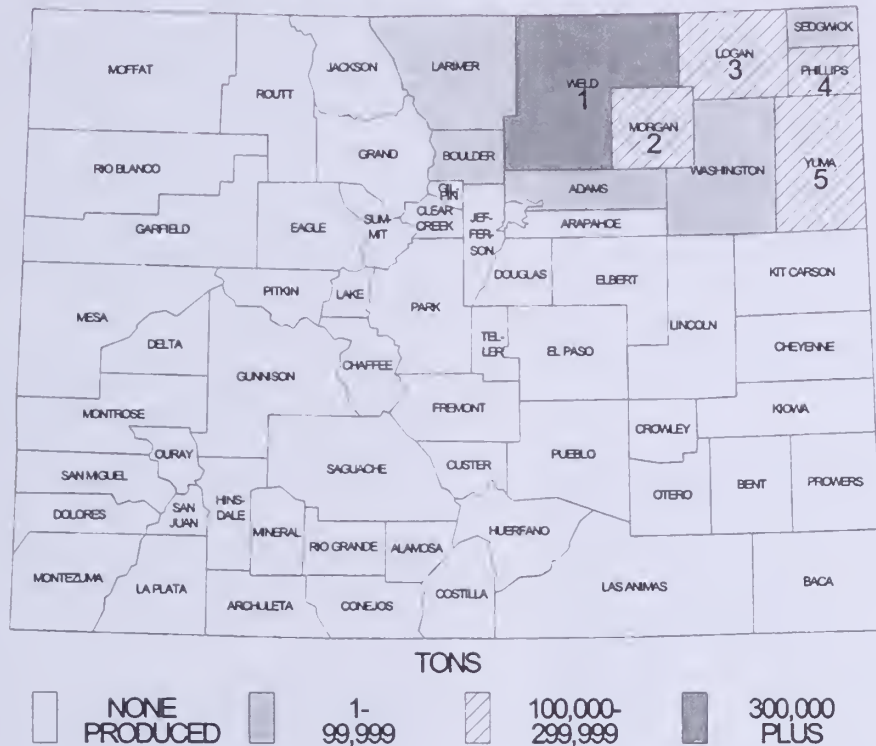 SEDGWICK
MOFFAT
JACKSON
LARIMER
LOGAN
3
PHILLIPS
4
ROUTT
WELD
1
MORGAN
2
GRAND
RIO BLANCO
BOULDER
WASHINGTON
YUMA
5
GIL-
PIN
ADAMS
CLEAR
CREEK
JEF-
FER-
SON
ARAPAHOE
GARFIELD
EAGLE
SUM-
MIT
DOUGLAS
ELBERT
KIT CARSON
PITKIN
LAKE
PARK
MESA
LINCOLN
DELTA
TEL-
LER
EL PASO
CHEYENNE
GUNNISON
CHAFFEE
MONTROSE
FREMONT
KIOWA
CROWLEY
OURAY
SAGUACHE
CUSTER
PUEBLO
SAN MIGUEL
OTERO
BENT
PROWERS
DOLORES
SAN
JUAN
HINS-
DALE
MINERAL
RIO GRANDE
ALAMOSA
HUERFANO
MONTEZUMA
LA PLATA
ARCHULETA
CONEJOS
COSTILLA
LAS ANIMAS
BACA
TONS
NONE
PRODUCED
1-
99,999
100,000-
299,999
300,000
PLUS